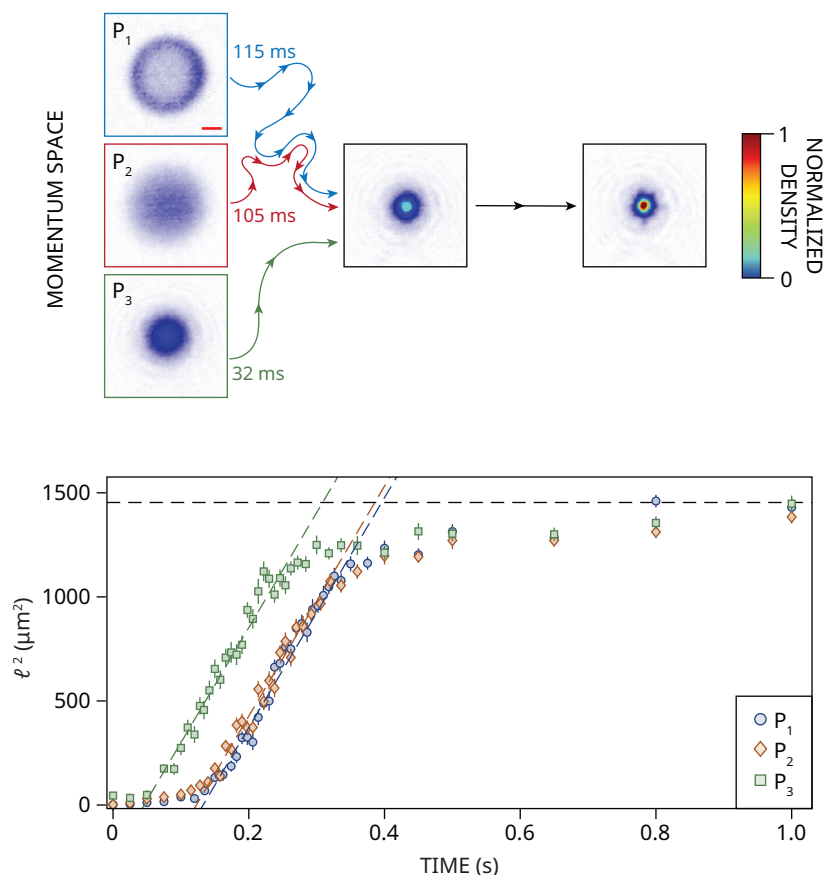 MOMENTUM SPACE
P₁
115 ms
P₂
105 ms
P₃
32 ms
1
0
NORMALIZED
DENSITY
1500
1000
500
0
ℓ² (µm²)
0
0.2
0.4
0.6
0.8
1.0
TIME (s)
P₁
P₂
P₃